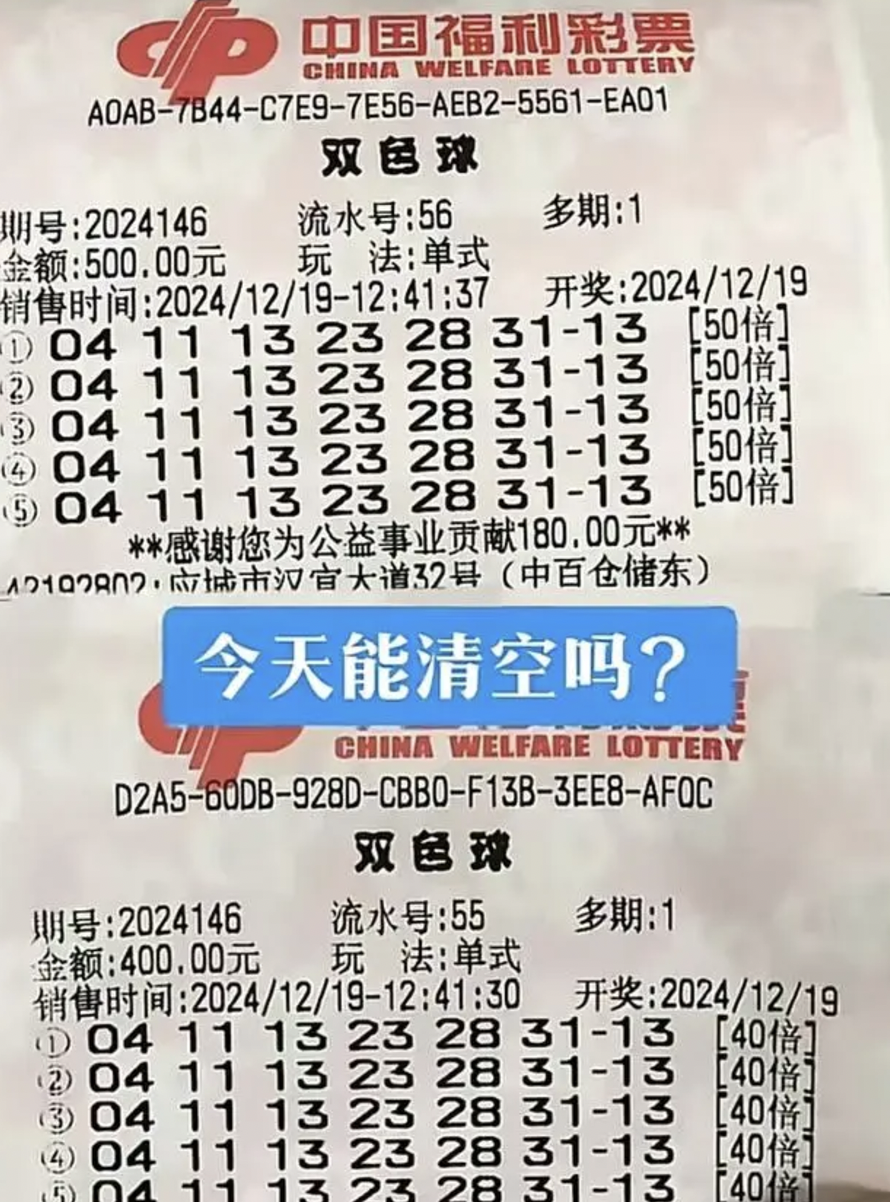 中国福利彩票
CHINA WELFARE LOTTERY
A0AB-7B44-C7E9-7E56-AEB2-5561-EA01
双色球
期号:2024146 流水号:56 多期:1
金额:500.00元 玩 法:单式
销售时间:2024/12/19-12:41:37 开奖:2024/12/19
① 04 11 13 23 28 31-13 [50倍]
② 04 11 13 23 28 31-13 [50倍]
③ 04 11 13 23 28 31-13 [50倍]
④ 04 11 13 23 28 31-13 [50倍]
⑤ 04 11 13 23 28 31-13 [50倍]
**感谢您为公益事业贡献180.00元**
42192802:应城市汉宜大道32号(中百仓储东)
今天能清空吗?
CHINA WELFARE LOTTERY
D2A5-60DB-928D-CBB0-F13B-3EE8-AF0C
双色球
期号:2024146 流水号:55 多期:1
金额:400.00元 玩 法:单式
销售时间:2024/12/19-12:41:30 开奖:2024/12/19
① 04 11 13 23 28 31-13 [40倍]
② 04 11 13 23 28 31-13 [40倍]
③ 04 11 13 23 28 31-13 [40倍]
④ 04 11 13 23 28 31-13 [40倍]
⑤ 04 11 13 23 28 31-13 [40倍]